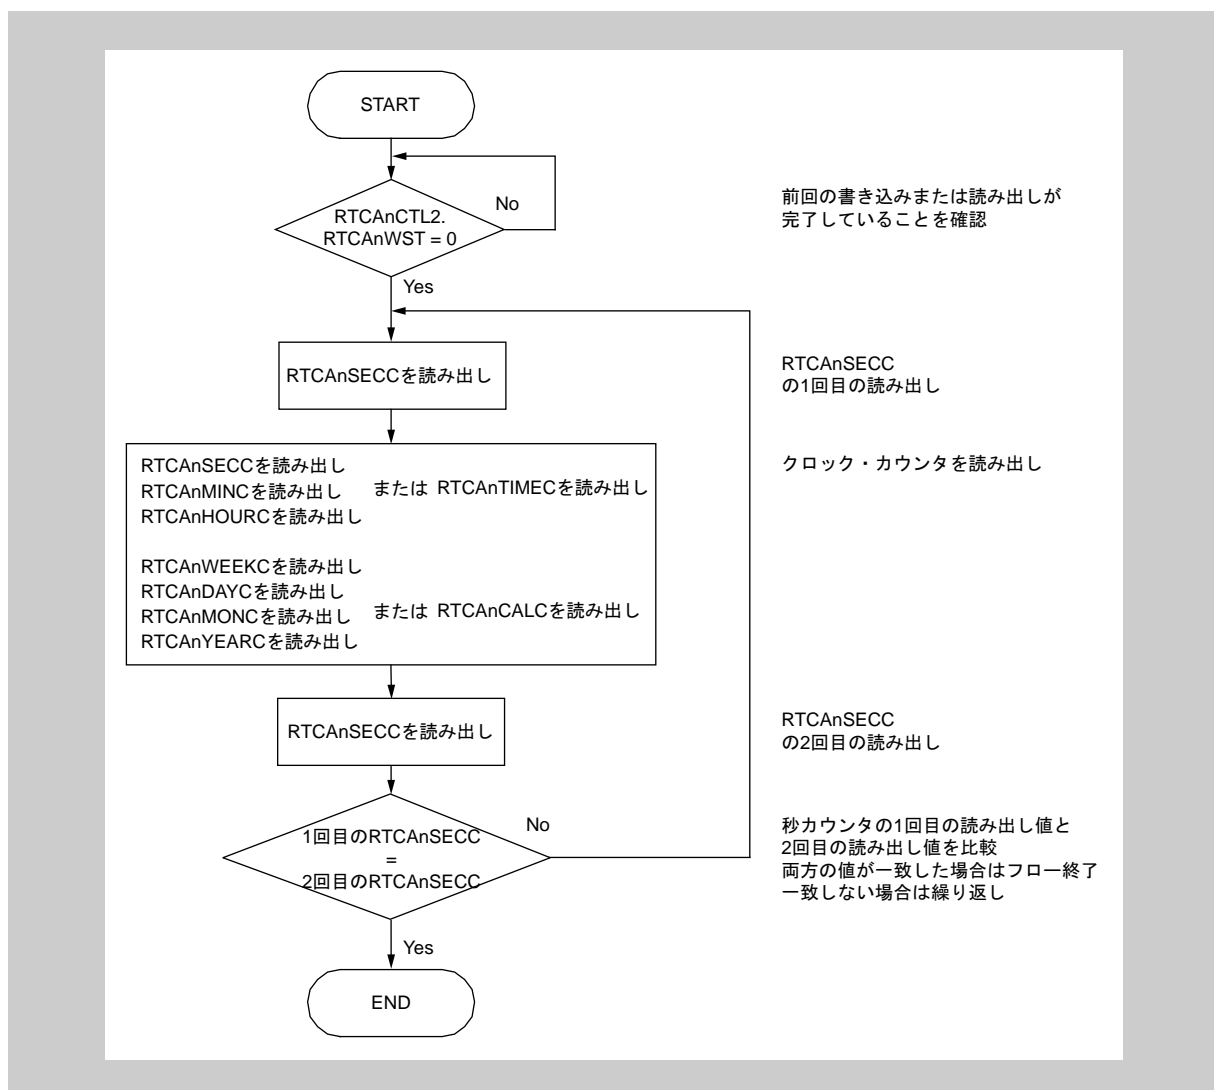 START
No
RTCAnCTL2.
RTCAnWST = 0
前回の書き込みまたは読み出しが
完了していることを確認
Yes
RTCAnSECCを読み出し
RTCAnSECC
の1回目の読み出し
RTCAnSECCを読み出し
RTCAnMINCを読み出し
RTCAnHOURCを読み出し
または RTCAnTIMECを読み出し
RTCAnWEEKCを読み出し
RTCAnDAYCを読み出し
RTCAnMONCを読み出し
RTCAnYEARCを読み出し
または RTCAnCALCを読み出し
クロック・カウンタを読み出し
RTCAnSECCを読み出し
RTCAnSECC
の2回目の読み出し
1回目のRTCAnSECC
=
2回目のRTCAnSECC
No
秒カウンタの1回目の読み出し値と
2回目の読み出し値を比較
両方の値が一致した場合はフロー終了
一致しない場合は繰り返し
Yes
END